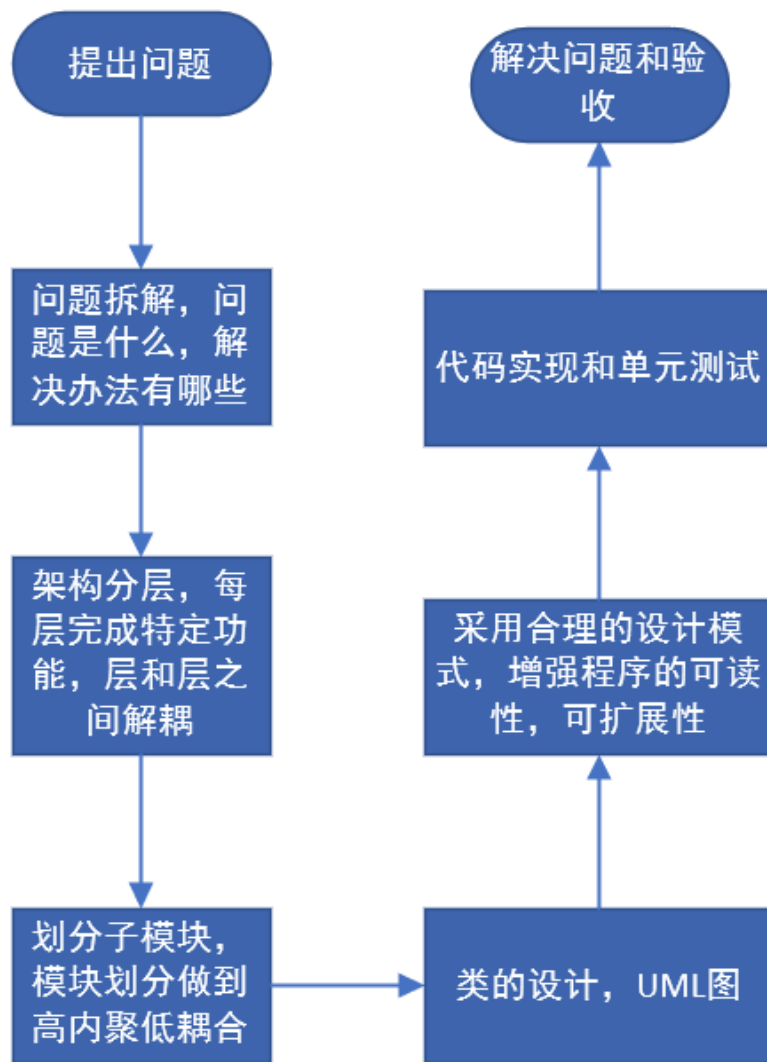 提出问题
问题拆解，问
题是什么，解
决办法有哪些
架构分层，每
层完成特定功
能，层和层之
间解耦
划分子模块，
模块划分做到
高内聚低耦合
类的设计，UML图
采用合理的设计模
式，增强程序的可读
性，可扩展性
代码实现和单元测试
解决问题和验
收